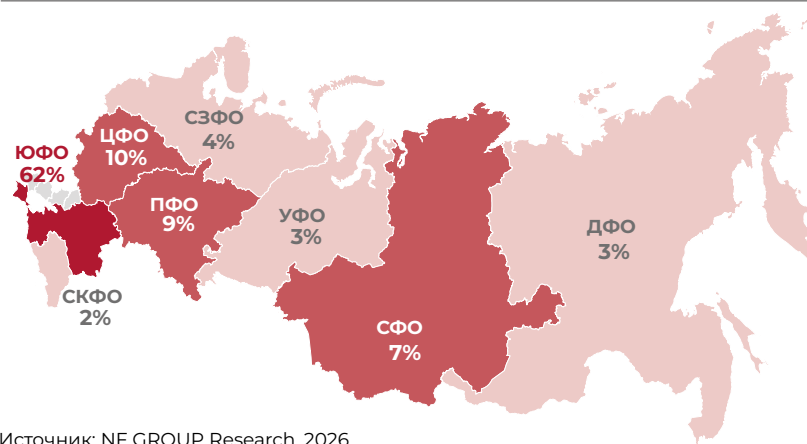 СЗФО
4%
ЦФО
10%
ЮФО
62%
ПФО
9%
УФО
3%
ДФО
3%
СКФО
2%
СФО
7%
Источник: NF GROUP Research, 2026